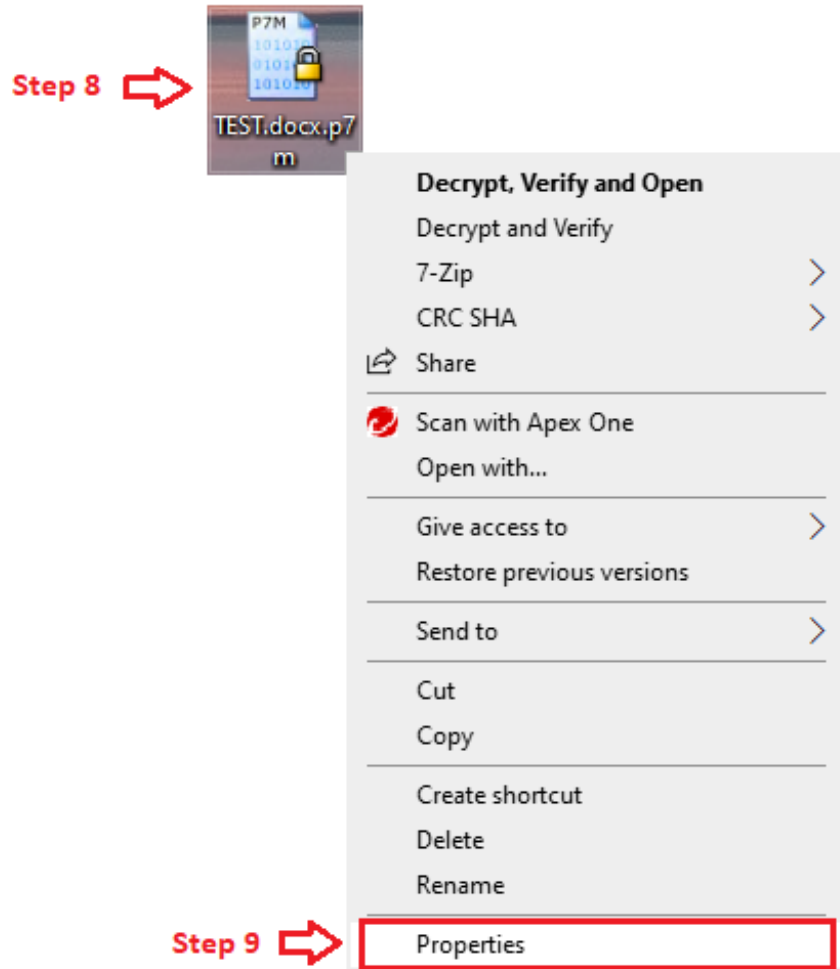 P7M
101010
01010
101010
Step 8
TEST.docx.p7
m
Decrypt, Verify and Open
Decrypt and Verify
7-Zip
CRC SHA
Share
Scan with Apex One
Open with...
Give access to
Restore previous versions
Send to
Cut
Copy
Create shortcut
Delete
Rename
Step 9
Properties